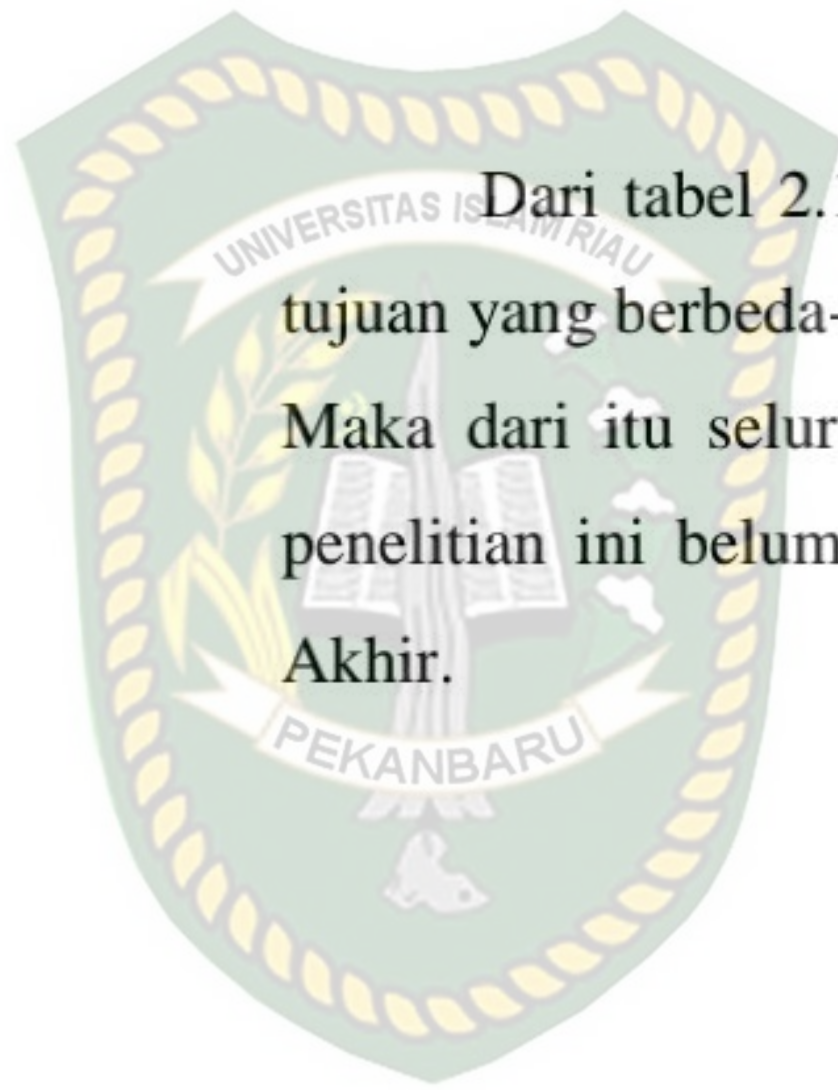 UNIVERSITAS ISLAM RIAU
Dari tabel 2.
tujuan yang berbeda-
Maka dari itu selur
penelitian ini belum
Akhir.
PEKANBARU